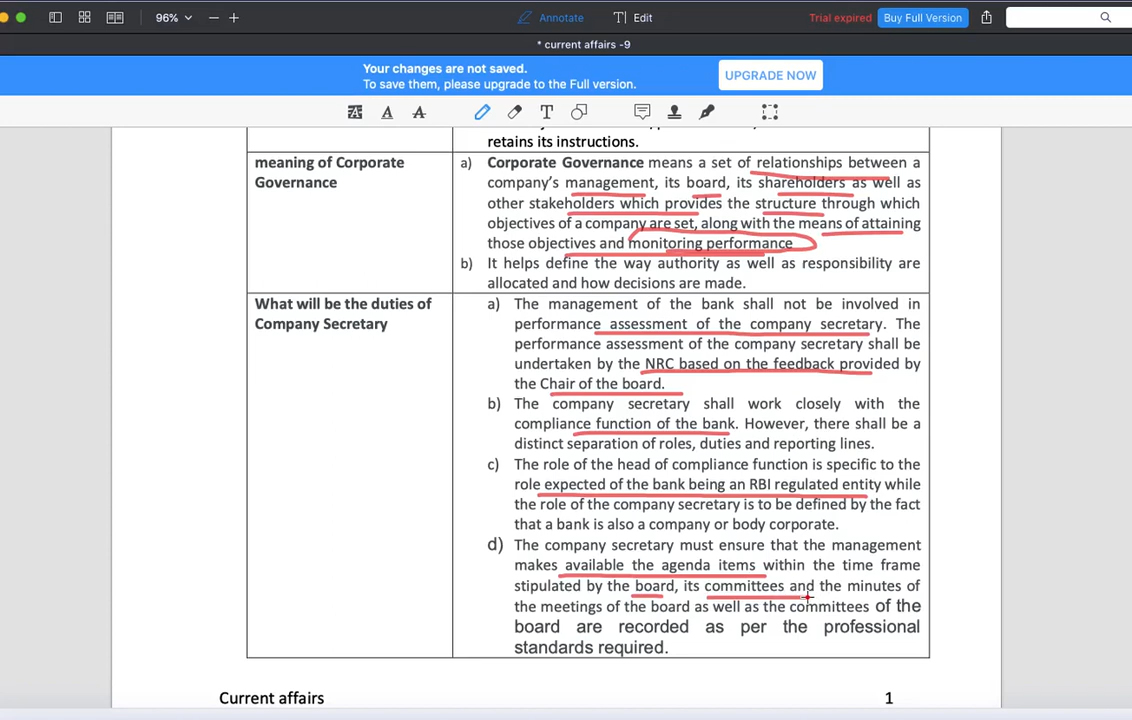 96%
Annotate
Edit
Trial expired
Buy Full Version
* current affairs -9
Your changes are not saved.
To save them, please upgrade to the Full version.
UPGRADE NOW
retains its instructions.
meaning of Corporate
Governance
a) Corporate Governance means a set of relationships between a
company's management, its board, its shareholders as well as
other stakeholders which provides the structure through which
objectives of a company are set, along with the means of attaining
those objectives and monitoring performance
b) It helps define the way authority as well as responsibility are
allocated and how decisions are made.
What will be the duties of
Company Secretary
a) The management of the bank shall not be involved in
performance assessment of the company secretary. The
performance assessment of the company secretary shall be
undertaken by the NRC based on the feedback provided by
the Chair of the board.
b) The company secretary shall work closely with the
compliance function of the bank. However, there shall be a
distinct separation of roles, duties and reporting lines.
c) The role of the head of compliance function is specific to the
role expected of the bank being an RBI regulated entity while
the role of the company secretary is to be defined by the fact
that a bank is also a company or body corporate.
d) The company secretary must ensure that the management
makes available the agenda items within the time frame
stipulated by the board, its committees and the minutes of
the meetings of the board as well as the committees of the
board are recorded as per the professional
standards required.
Current affairs
1